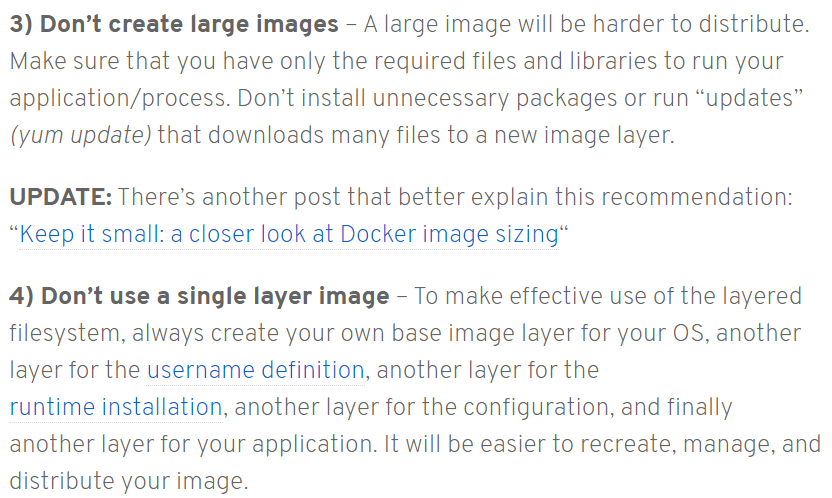 3) Don’t create large images – A large image will be harder to distribute.
Make sure that you have only the required files and libraries to run your
application/process. Don’t install unnecessary packages or run “updates”
(yum update) that downloads many files to a new image layer.
UPDATE: There’s another post that better explain this recommendation:
“Keep it small: a closer look at Docker image sizing“
4) Don’t use a single layer image – To make effective use of the layered
filesystem, always create your own base image layer for your OS, another
layer for the username definition, another layer for the
runtime installation, another layer for the configuration, and finally
another layer for your application. It will be easier to recreate, manage, and
distribute your image.